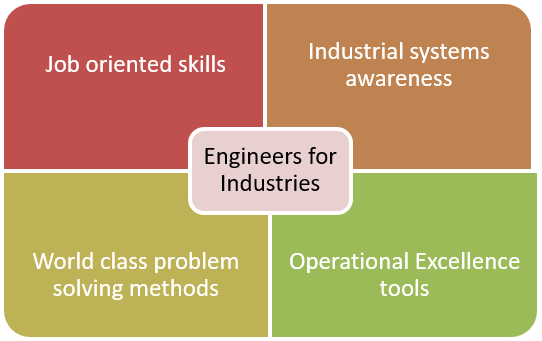 Job oriented skills
Industrial systems
awareness
Engineers for
Industries
World class problem
solving methods
Operational Excellence
tools